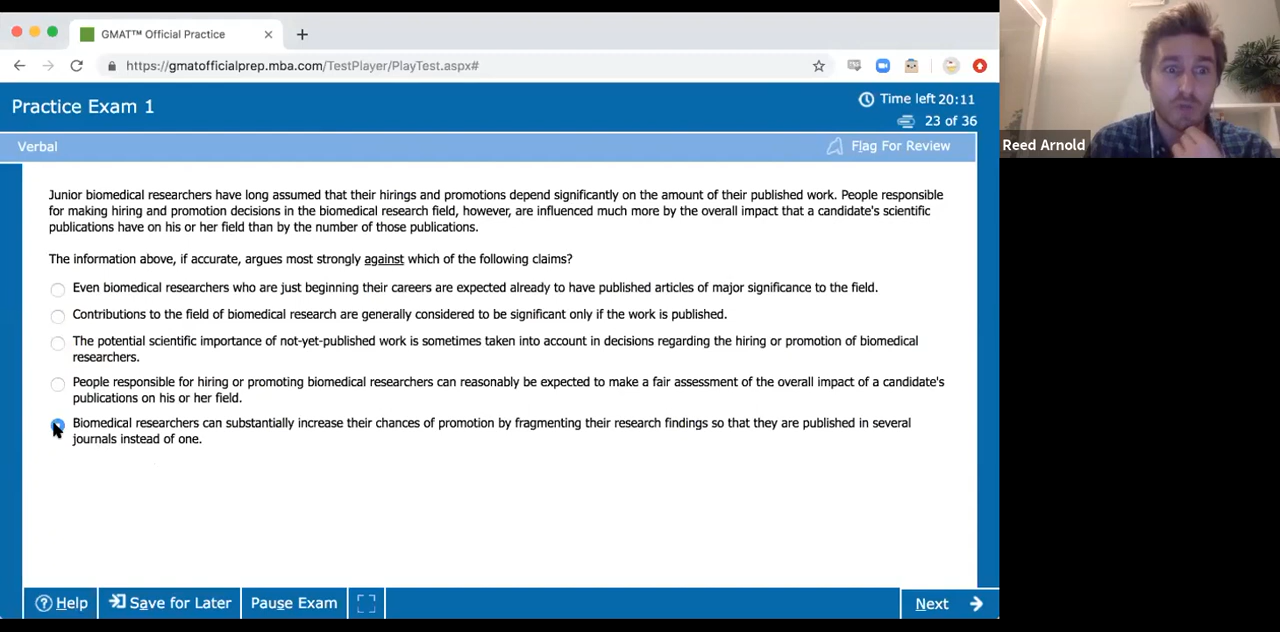 GMAT™ Official Practice
https://gmatofficialprep.mba.com/TestPlayer/PlayTest.aspx#
Practice Exam 1
Time left 20:11
23 of 36
Verbal
Flag For Review
Reed Arnold
Junior biomedical researchers have long assumed that their hirings and promotions depend significantly on the amount of their published work. People responsible
for making hiring and promotion decisions in the biomedical research field, however, are influenced much more by the overall impact that a candidate's scientific
publications have on his or her field than by the number of those publications.
The information above, if accurate, argues most strongly against which of the following claims?
Even biomedical researchers who are just beginning their careers are expected already to have published articles of major significance to the field.
Contributions to the field of biomedical research are generally considered to be significant only if the work is published.
The potential scientific importance of not-yet-published work is sometimes taken into account in decisions regarding the hiring or promotion of biomedical
researchers.
People responsible for hiring or promoting biomedical researchers can reasonably be expected to make a fair assessment of the overall impact of a candidate's
publications on his or her field.
Biomedical researchers can substantially increase their chances of promotion by fragmenting their research findings so that they are published in several
journals instead of one.
Help
Save for Later
Pause Exam
Next